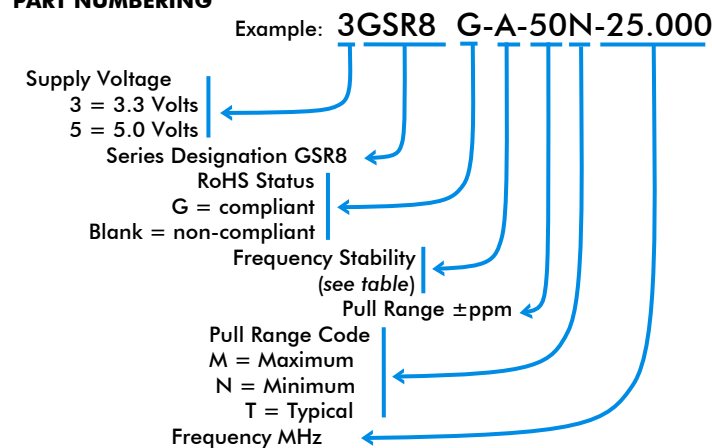 PART NUMBERING
Example: 3GSR8 G-A-50N-25.000
Supply Voltage
3 = 3.3 Volts
5 = 5.0 Volts
Series Designation GSR8
RoHS Status
G = compliant
Blank = non-compliant
Frequency Stability
(see table)
Pull Range ±ppm
Pull Range Code
M = Maximum
N = Minimum
T = Typical
Frequency MHz